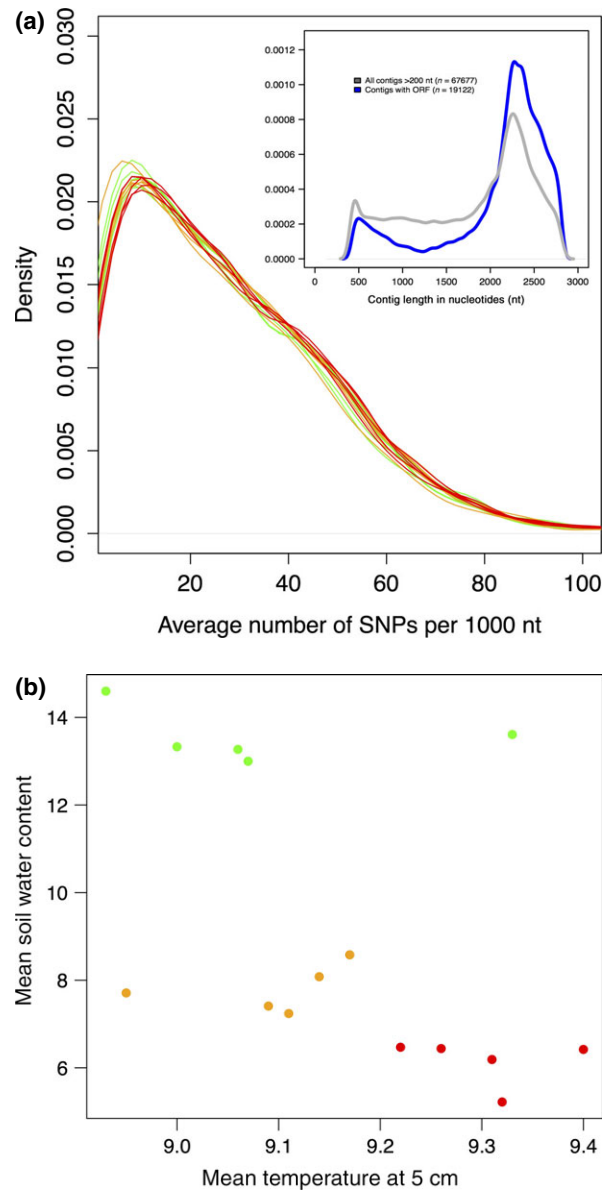 (a)
0.030
0.025
0.020
0.015
0.010
0.005
0.000
Density
20 40 60 80 100
Average number of SNPs per 1000 nt
0.0012
0.0010
0.0008
0.0006
0.0004
0.0002
0.0000
All contigs >200 nt (n = 67677)
Contigs with ORF (n = 19122)
0 500 1000 1500 2000 2500 3000
Contig length in nucleotides (nt)
(b)
14
12
10
8
6
Mean soil water content
9.0 9.1 9.2 9.3 9.4
Mean temperature at 5 cm